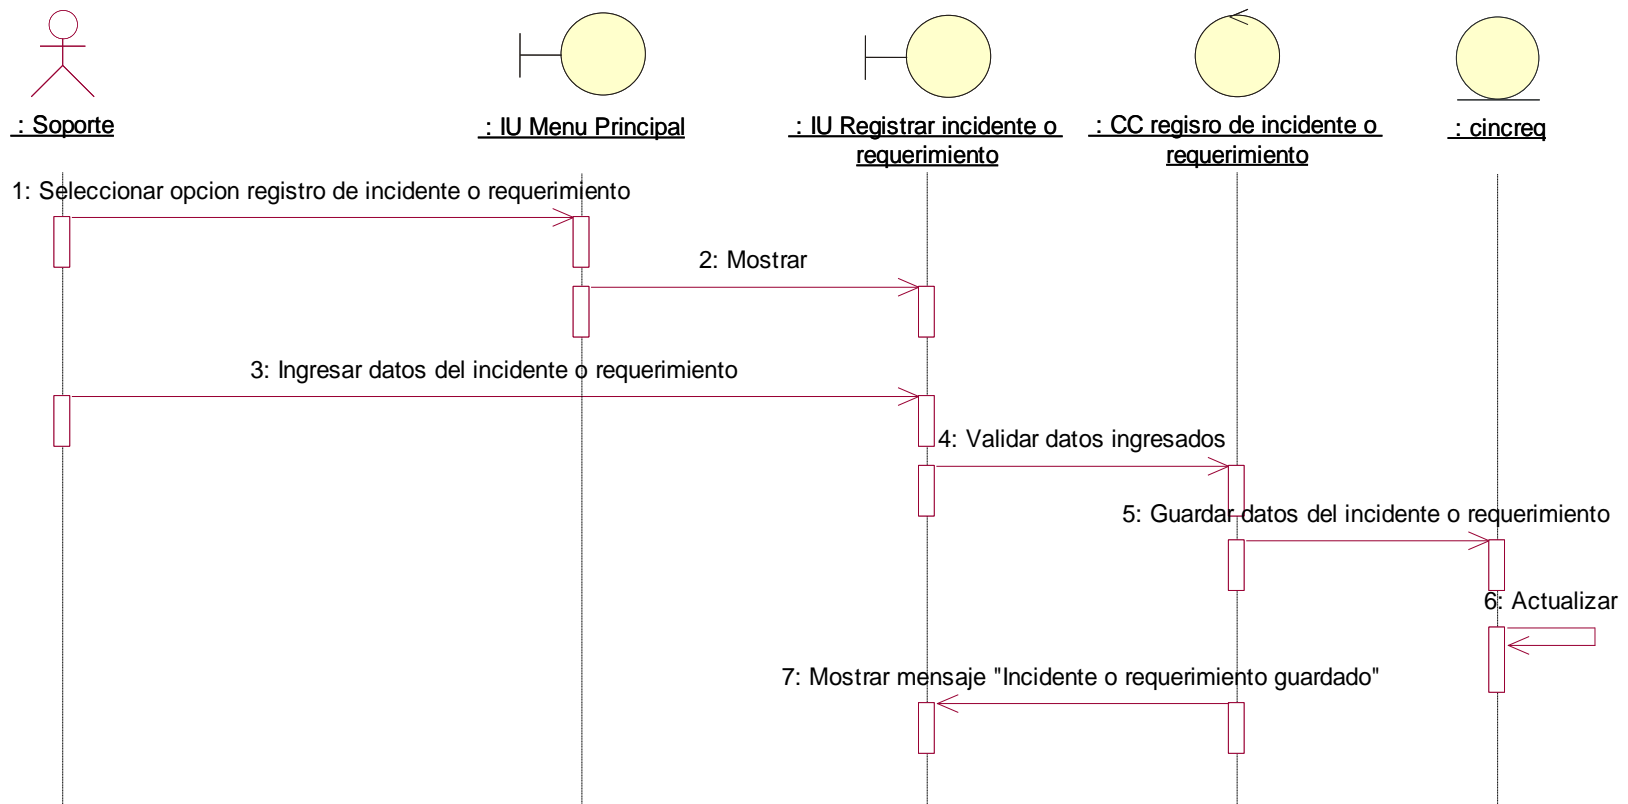 : Soporte
: IU Menu Principal
: IU Registrar incidente o
requerimiento
: CC regisro de incidente o
requerimiento
: cincreq
1: Seleccionar opcion registro de incidente o requerimiento
2: Mostrar
3: Ingresar datos del incidente o requerimiento
4: Validar datos ingresados
5: Guardar datos del incidente o requerimiento
6: Actualizar
7: Mostrar mensaje "Incidente o requerimiento guardado"